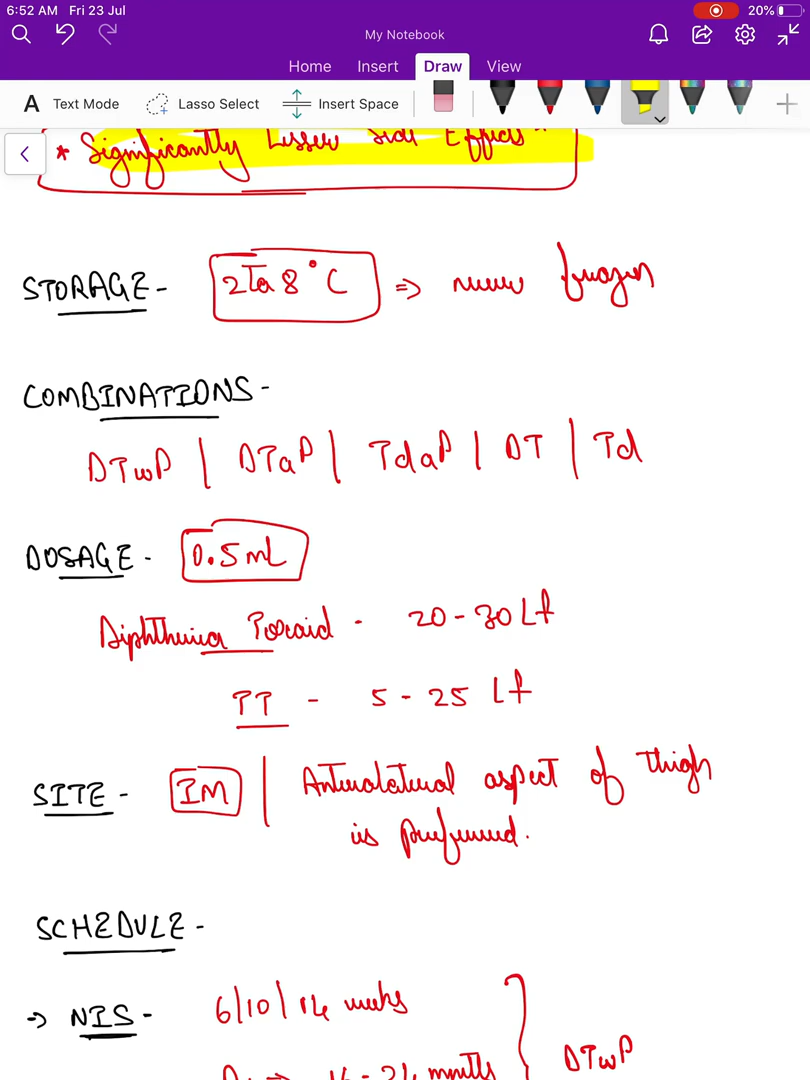 6:52 AM Fri 23 Jul
20%
My Notebook
Home Insert Draw View
A Text Mode Lasso Select Insert Space
* Significantly Lesser Side Effects *
STORAGE - 2 To 8°C ⇒ never frozen
COMBINATIONS -
DTwP | DTaP | TdaP | DT | Td
DOSAGE - 0.5 mL
Diphtheria Toxoid - 20 - 30 Lf
TT - 5 - 25 Lf
SITE - IM | Anterolateral aspect of thigh
is preferred.
SCHEDULE -
→ NIS - 6/10/14 weeks
16 - 24 months
DTwP